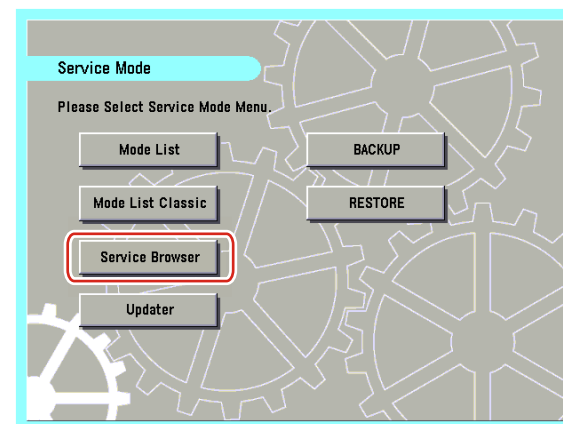 Service Mode
Please Select Service Mode Menu.
Mode List
BACKUP
Mode List Classic
RESTORE
Service Browser
Updater